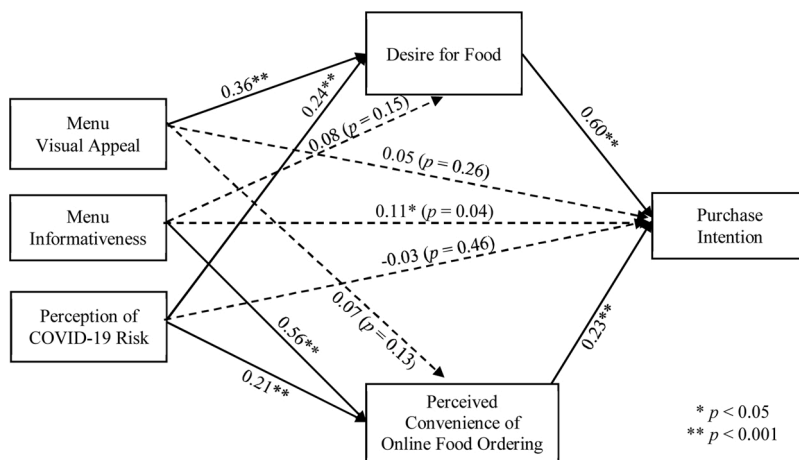 Desire for Food
0.36**
0.24**
Menu
Visual Appeal
0.08 (p = 0.15)
0.60**
0.05 (p = 0.26)
Menu
Informativeness
0.11* (p = 0.04)
Purchase
Intention
-0.03 (p = 0.46)
Perception of
COVID-19 Risk
0.07 (p = 0.13)
0.56**
0.21**
0.23**
Perceived
Convenience of
Online Food Ordering
* p < 0.05
** p < 0.001